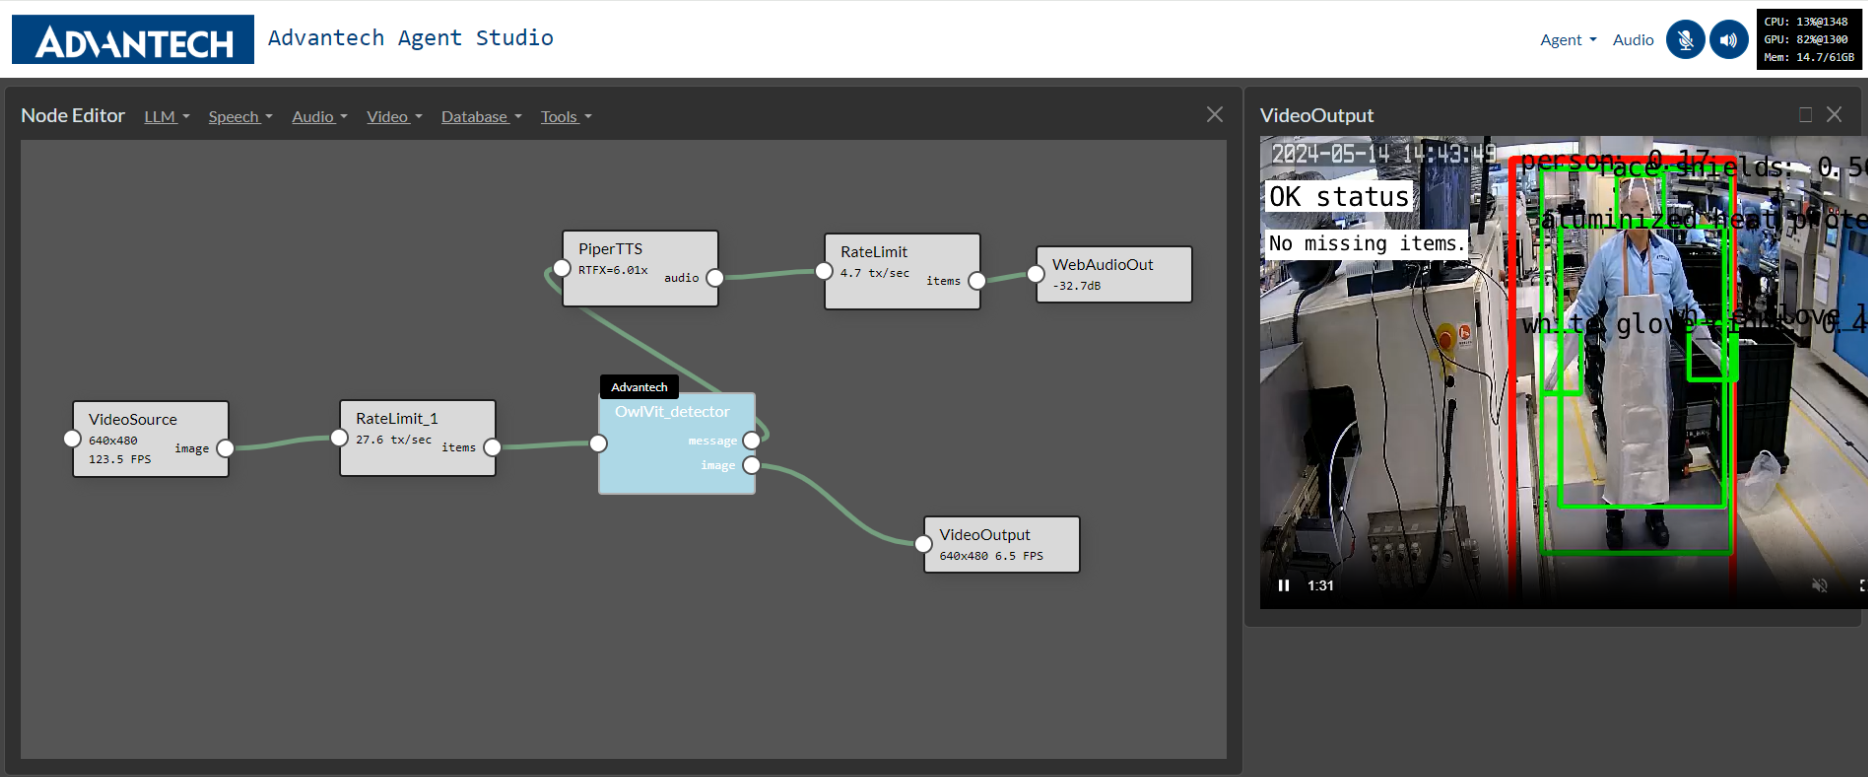 ADVANTECH
Advantech Agent Studio
Agent
Audio
CPU: 13%@1348
GPU: 82%@1300
Mem: 14.7/61GB
Node Editor
LLM
Speech
Audio
Video
Database
Tools
PiperTTS
RTFX=6.01x
audio
RateLimit
4.7 tx/sec
items
WebAudioOut
-32.7dB
VideoSource
640x480
123.5 FPS
image
RateLimit_1
27.6 tx/sec
items
Advantech
OwlVit_detector
message
image
VideoOutput
640x480 6.5 FPS
VideoOutput
2024-05-14 14:43:49
OK status
No missing items.
person: 0.17
face shields: 0.5
aluminized heat prote
white glove
1:31